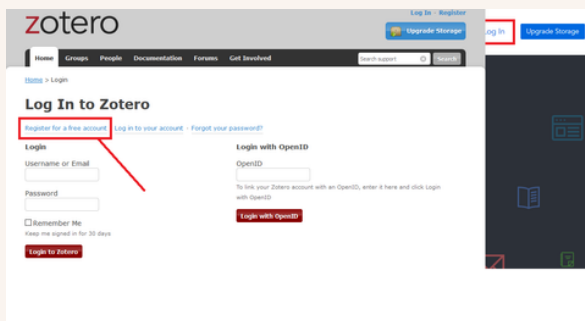 zotero
Log In · Register
Upgrade Storage
Home Groups People Documentation Forums Get Involved
Search support Search
Home > Login
Log In to Zotero
Register for a free account · Log in to your account · Forgot your password?
Login
Username or Email
Password
Remember Me
Keep me signed in for 30 days
Login to Zotero
Login with OpenID
OpenID
To link your Zotero account with an OpenID, enter it here and click Login
with OpenID
Login with OpenID
Log In Upgrade Storage